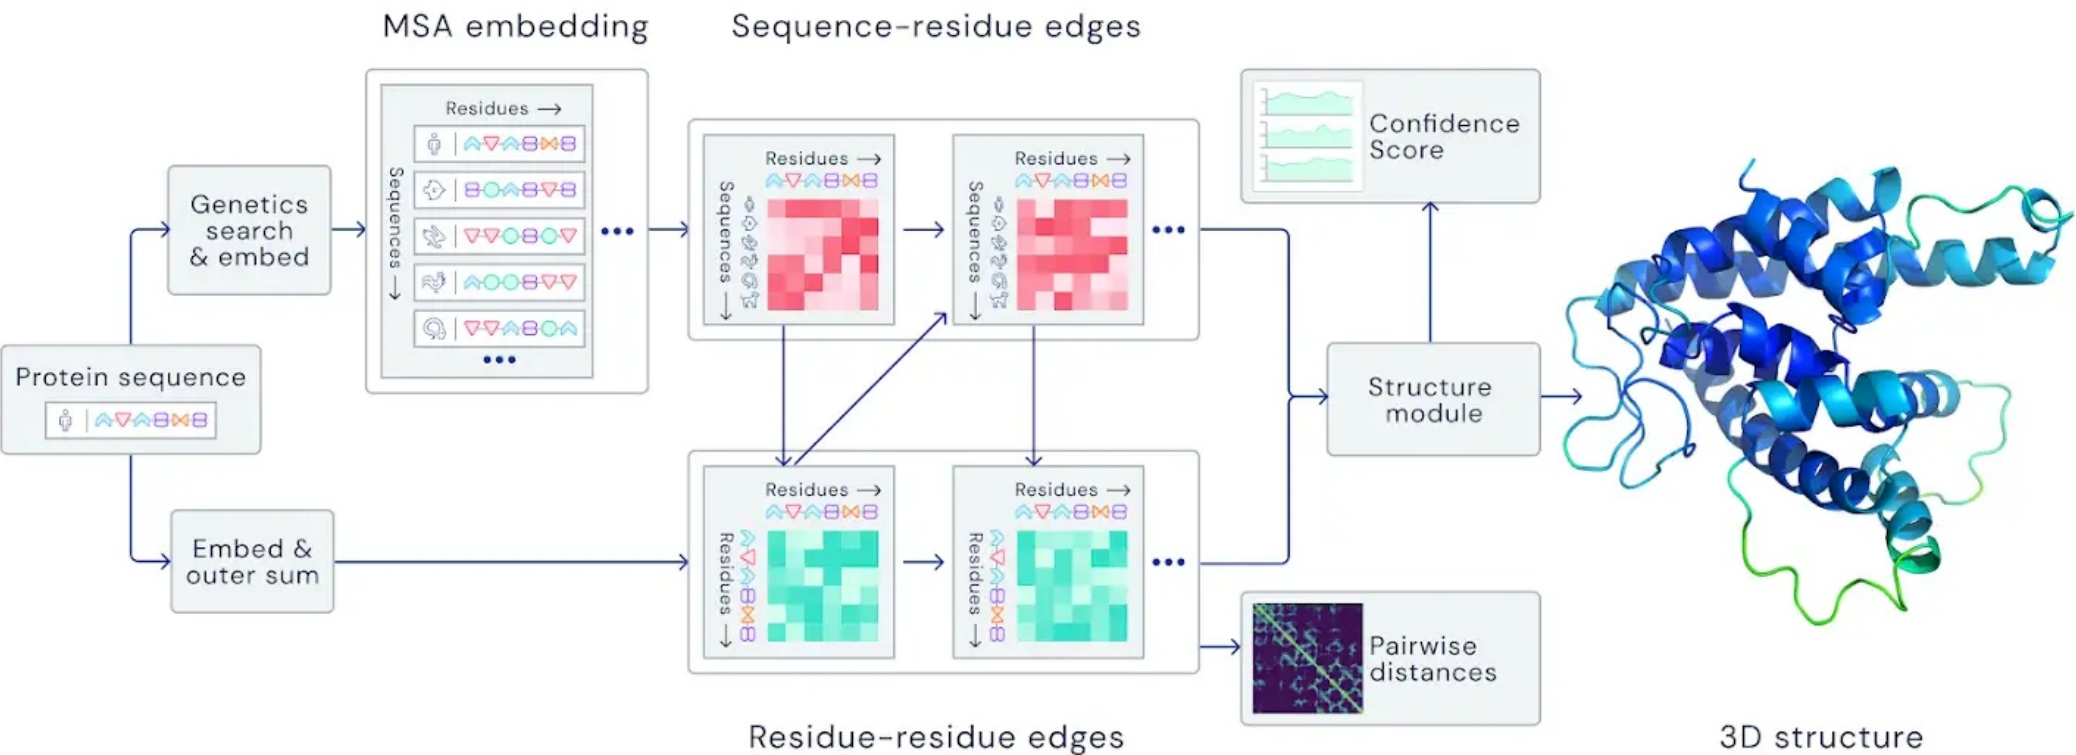 MSA embedding
Sequence-residue edges
Residues
Sequences
Genetics
search
& embed
Protein sequence
Embed &
outer sum
Residues
Sequences
Residues
Sequences
Residues
Residues
Residues
Residues
Residue-residue edges
Confidence
Score
Structure
module
Pairwise
distances
3D structure